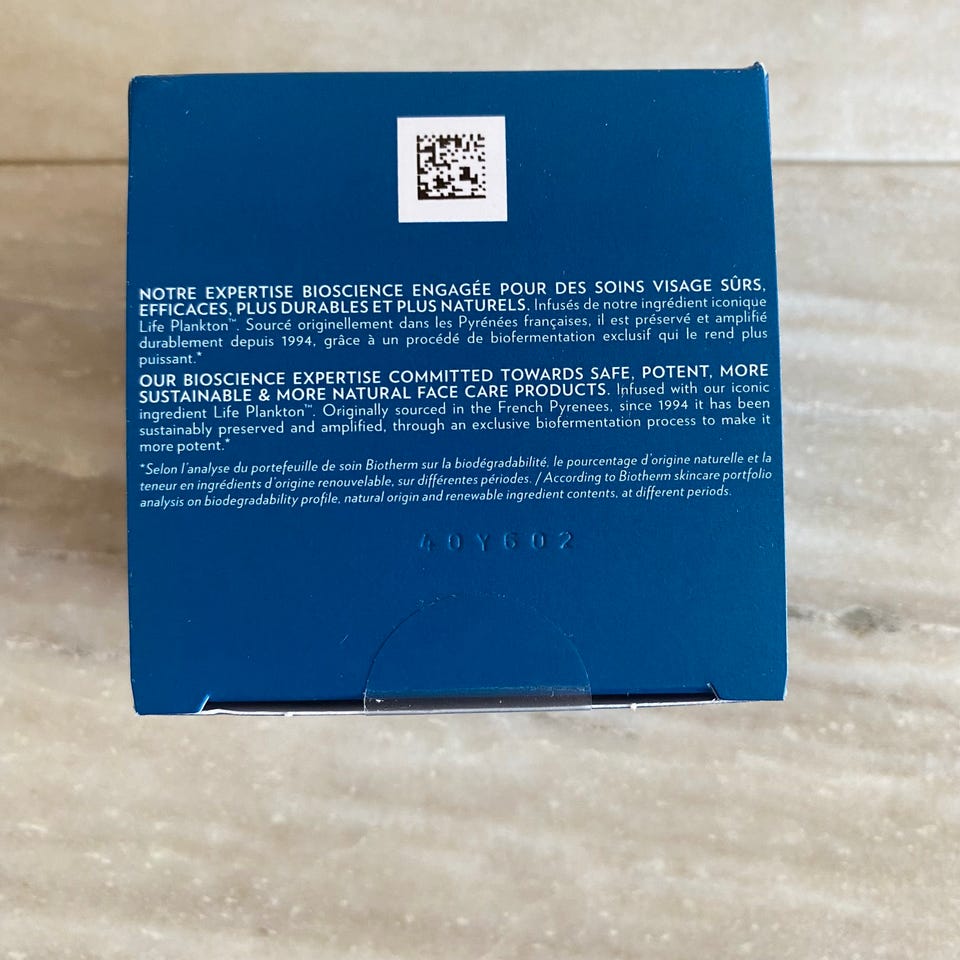 NOTRE EXPERTISE BIOSCIENCE ENGAGÉE POUR DES SOINS VISAGE SÛRS,
EFFICACES, PLUS DURABLES ET PLUS NATURELS. Infusés de notre ingrédient iconique
Life Plankton™. Sourcé originellement dans les Pyrénées françaises, il est préservé et amplifié
durablement depuis 1994, grâce à un procédé de biofermentation exclusif qui le rend plus
puissant.*
OUR BIOSCIENCE EXPERTISE COMMITTED TOWARDS SAFE, POTENT, MORE
SUSTAINABLE & MORE NATURAL FACE CARE PRODUCTS. Infused with our iconic
ingredient Life Plankton™. Originally sourced in the French Pyrenees, since 1994 it has been
sustainably preserved and amplified, through an exclusive biofermentation process to make it
more potent.*
*Selon l'analyse du portefeuille de soin Biotherm sur la biodégradabilité, le pourcentage d'origine naturelle et la
teneur en ingrédients d'origine renouvelable, sur différentes périodes. / According to Biotherm skincare portfolio
analysis on biodegradability profile, natural origin and renewable ingredient contents, at different periods.
40Y602